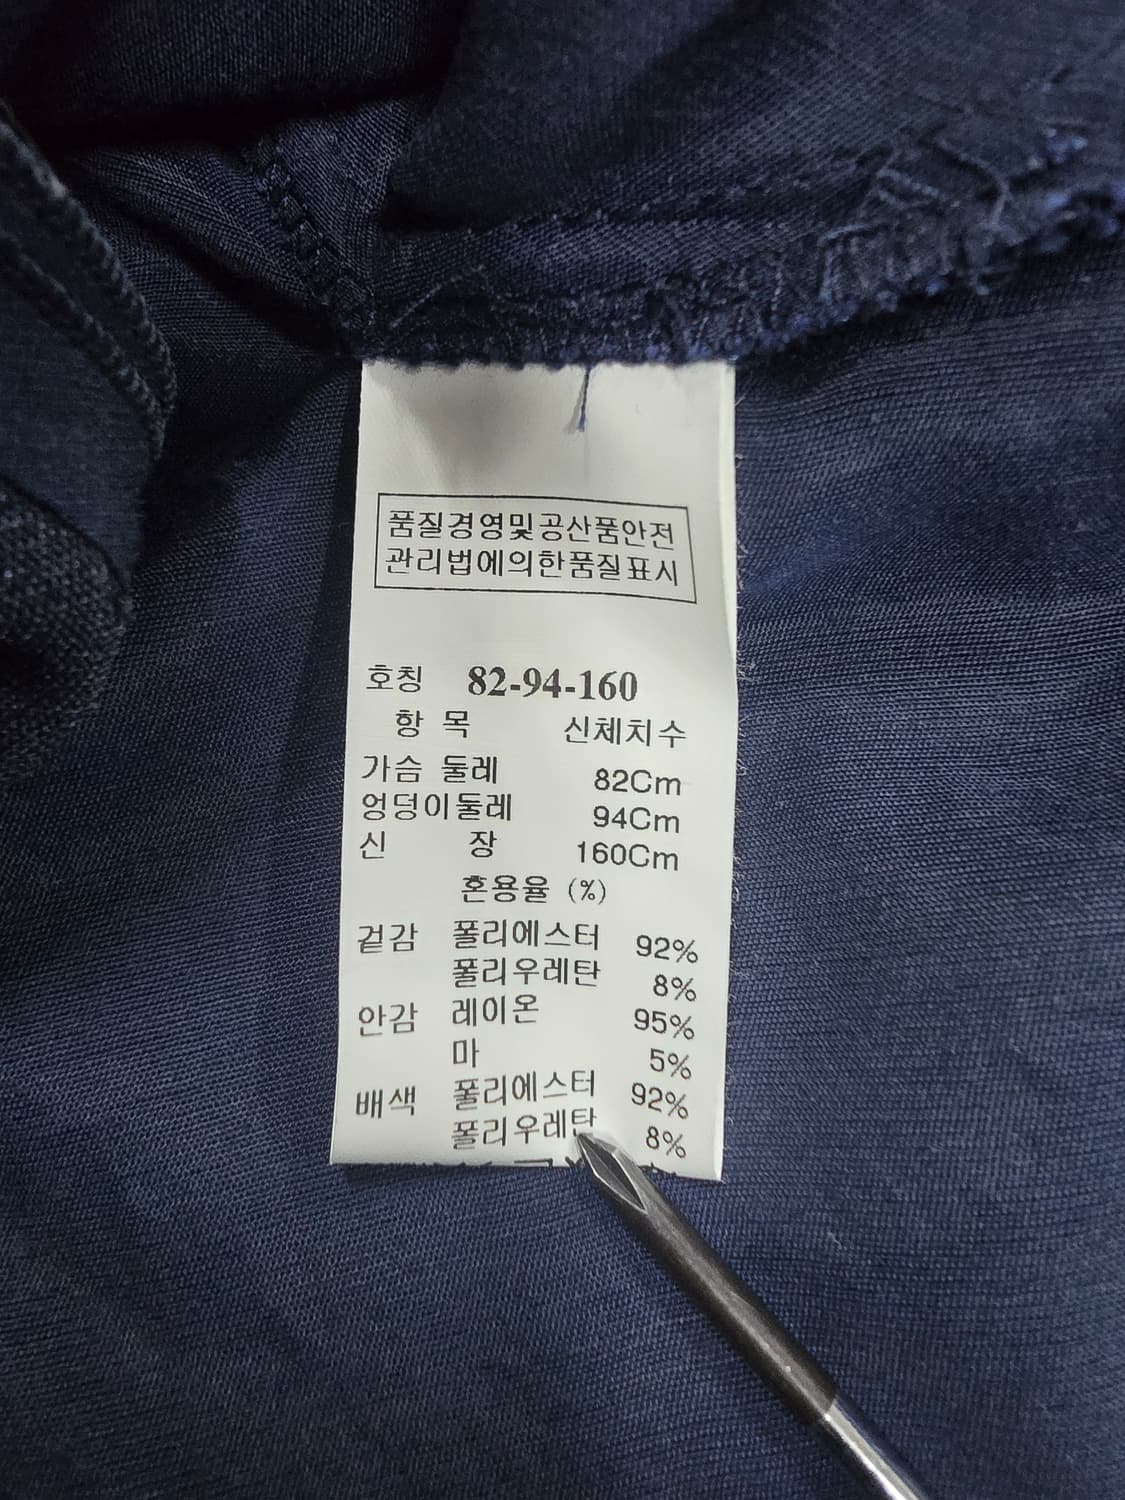 품질경영및공산품안전
관리법에의한품질표시
호칭 82-94-160
항 목 신체치수
가슴 둘레 82Cm
엉덩이둘레 94Cm
신 장 160Cm
혼용율 (%)
겉감 폴리에스터 92%
폴리우레탄 8%
안감 레이온 95%
마 5%
배색 폴리에스터 92%
폴리우레탄 8%